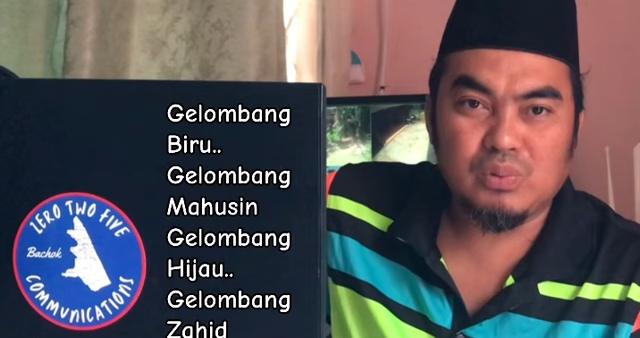 Gelombang
Biru..
Gelombang
Mahusin
Gelombang
Hijau..
Gelombang
Zahid
ZERO TWO FIVE
Bachok
COMMUNICATIONS